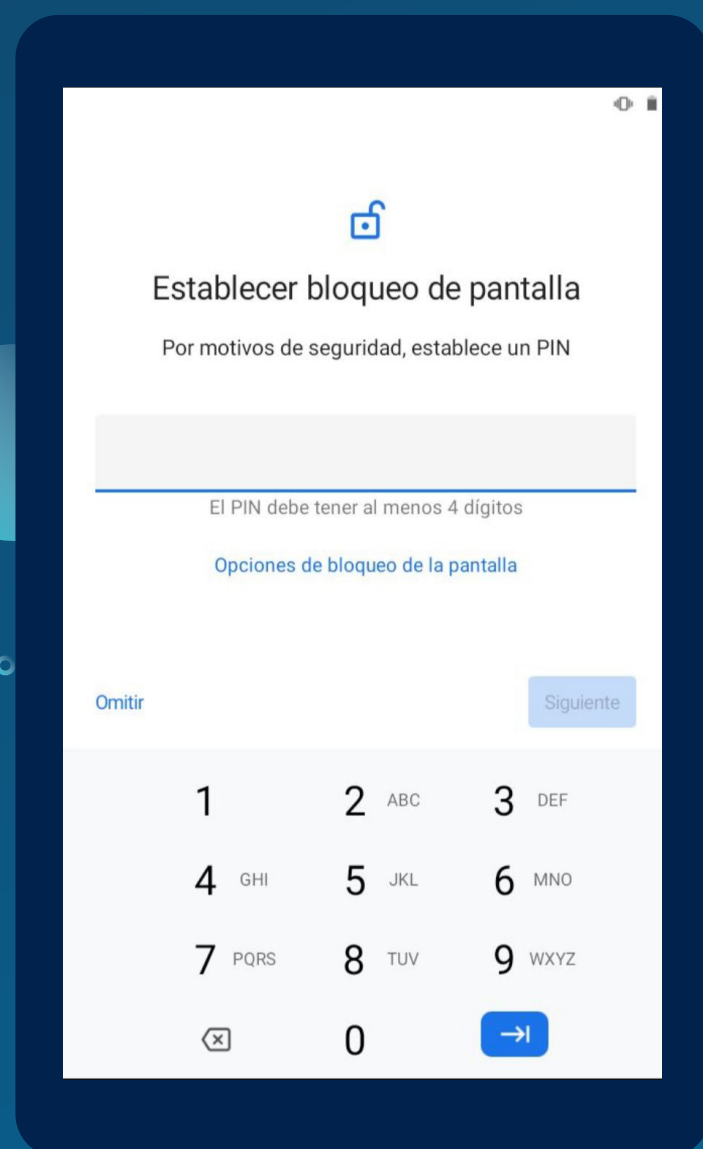 Establecer bloqueo de pantalla
Por motivos de seguridad, establece un PIN
El PIN debe tener al menos 4 dígitos
Opciones de bloqueo de la pantalla
Omitir Siguiente
1 2 ABC 3 DEF
4 GHI 5 JKL 6 MNO
7 PQRS 8 TUV 9 WXYZ
0